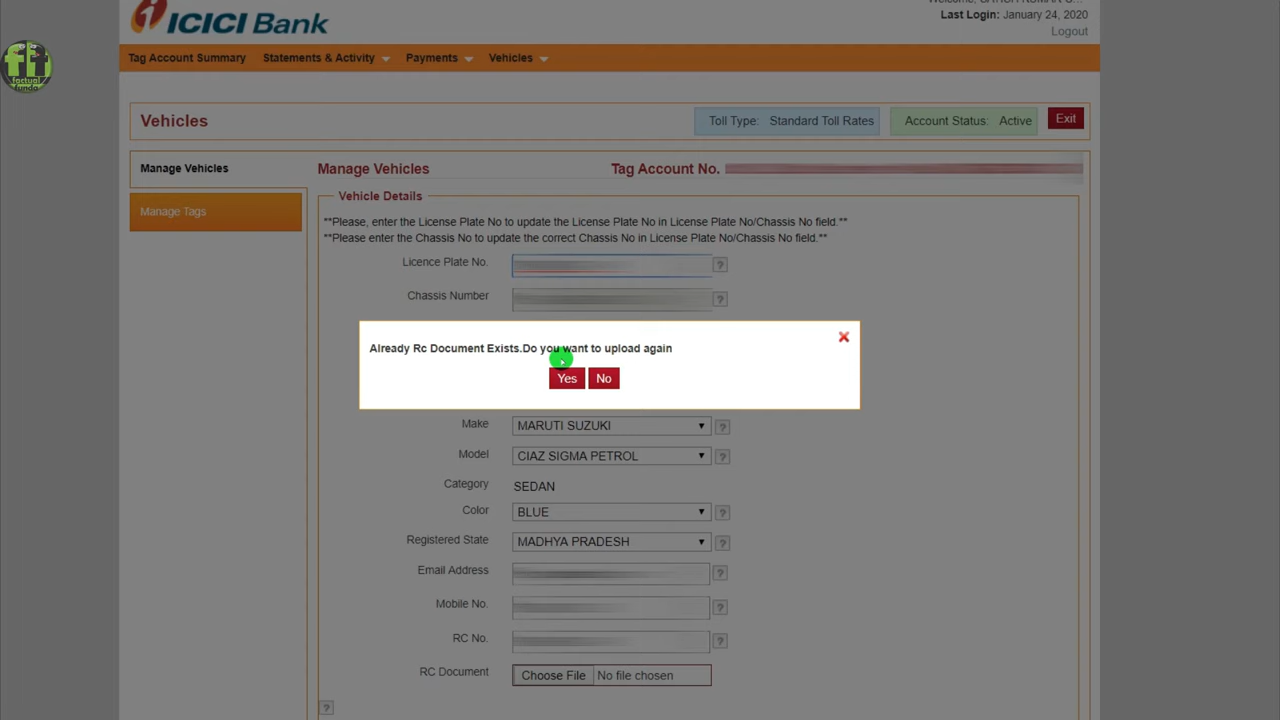 ICICI Bank
Last Login: January 24, 2020
Logout
Tag Account Summary Statements & Activity Payments Vehicles
fLT
factual
funda
Vehicles Toll Type: Standard Toll Rates Account Status: Active Exit
Manage Vehicles Manage Vehicles Tag Account No.
Vehicle Details
Manage Tags
**Please, enter the License Plate No to update the License Plate No in License Plate No/Chassis No field.**
**Please enter the Chassis No to update the correct Chassis No in License Plate No/Chassis No field.**
Licence Plate No. ?
Chassis Number ?
Already Rc Document Exists.Do you want to upload again
Yes No
Make MARUTI SUZUKI ?
Model CIAZ SIGMA PETROL ?
Category SEDAN
Color BLUE ?
Registered State MADHYA PRADESH ?
Email Address ?
Mobile No. ?
RC No. ?
RC Document Choose File No file chosen
?